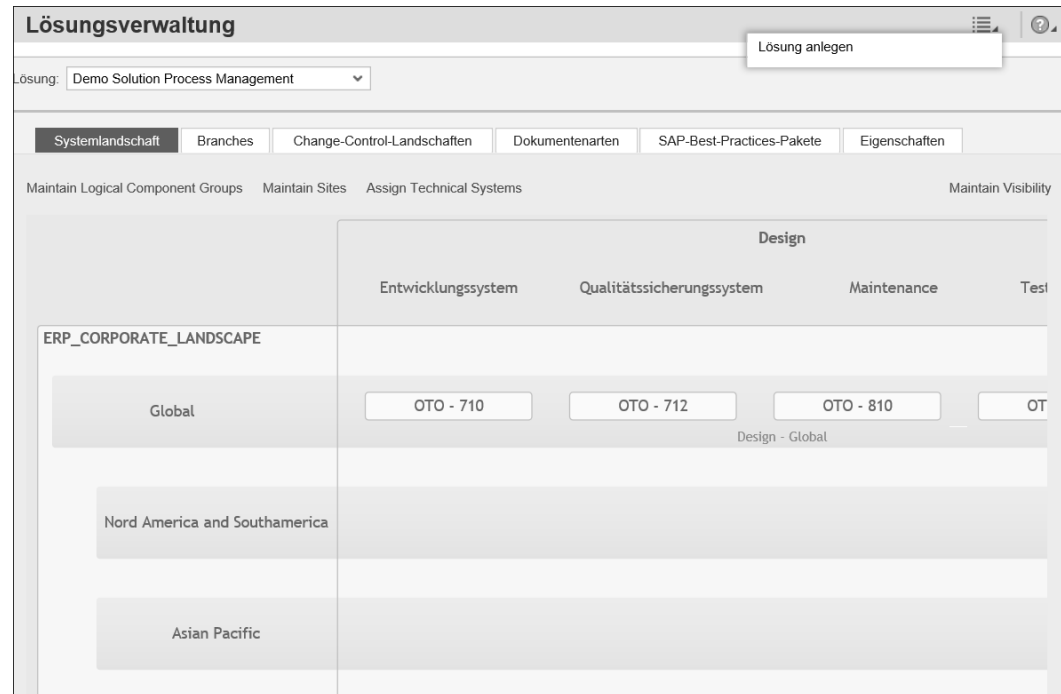 Lösungsverwaltung
Lösung anlegen
Lösung: Demo Solution Process Management
Systemlandschaft Branches Change-Control-Landschaften Dokumentenarten SAP-Best-Practices-Pakete Eigenschaften
Maintain Logical Component Groups Maintain Sites Assign Technical Systems Maintain Visibility
Design
Entwicklungssystem Qualitätssicherungssystem Maintenance Test
ERP_CORPORATE_LANDSCAPE
Global OTO - 710 OTO - 712 OTO - 810 OT
Design - Global
Nord America and Southamerica
Asian Pacific